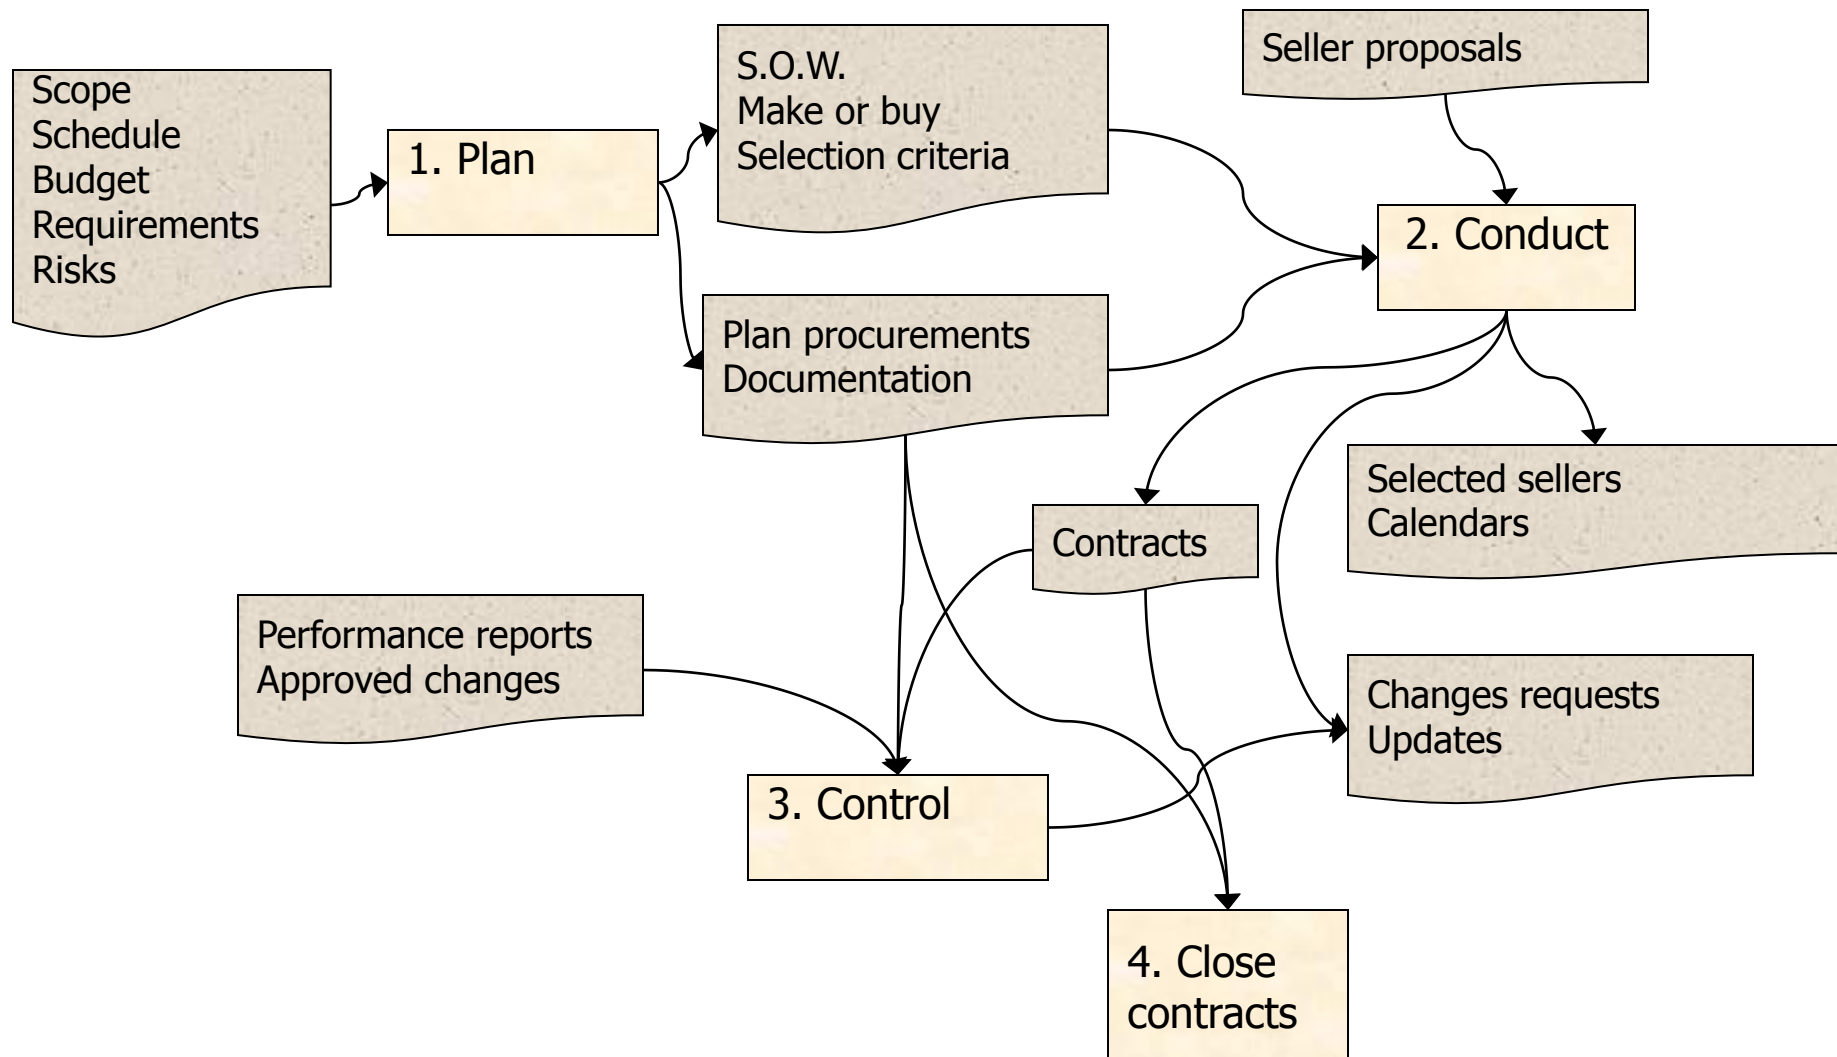 Scope
Schedule
Budget
Requirements
Risks
1. Plan
S.O.W.
Make or buy
Selection criteria
Seller proposals
2. Conduct
Plan procurements
Documentation
Selected sellers
Calendars
Contracts
Performance reports
Approved changes
Changes requests
Updates
3. Control
4. Close
contracts